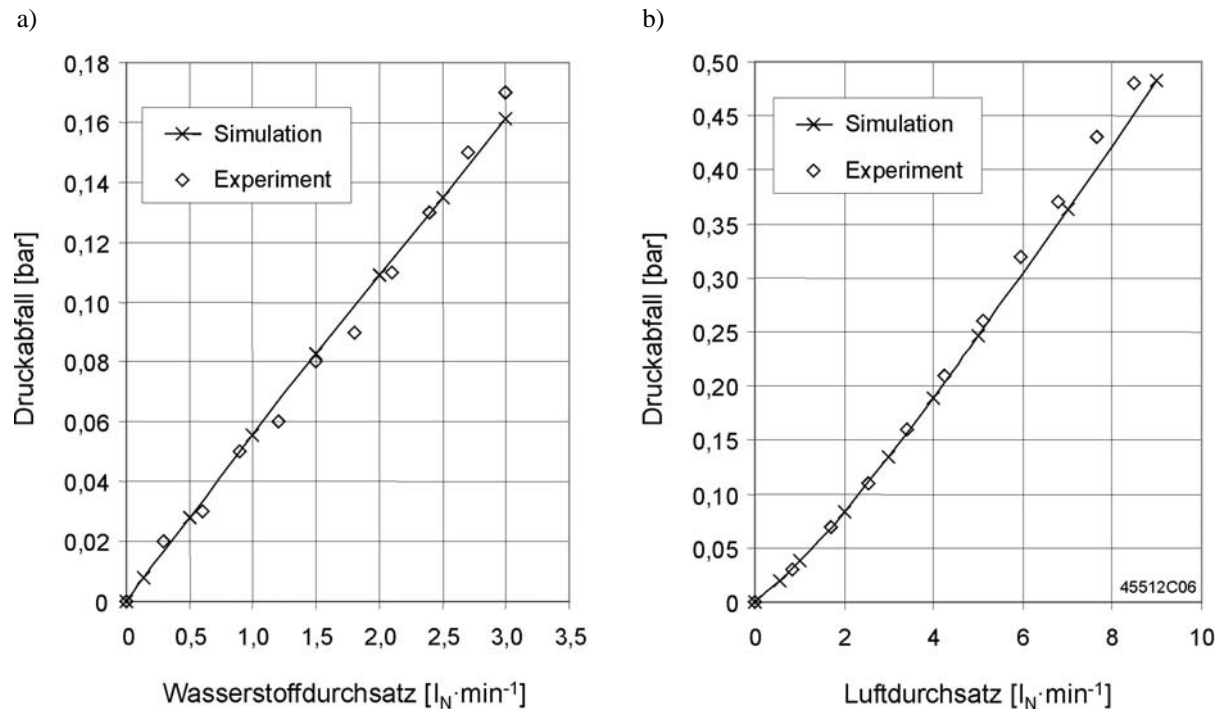 a)
0,18
0,16
0,14
0,12
0,10
0,08
0,06
0,04
0,02
0
Druckabfall [bar]
Simulation
Experiment
0 0,5 1,0 1,5 2,0 2,5 3,0 3,5
Wasserstoffdurchsatz [l_N·min⁻¹]
b)
0,50
0,45
0,40
0,35
0,30
0,25
0,20
0,15
0,10
0,05
0
Druckabfall [bar]
Simulation
Experiment
45512C06
0 2 4 6 8 10
Luftdurchsatz [l_N·min⁻¹]